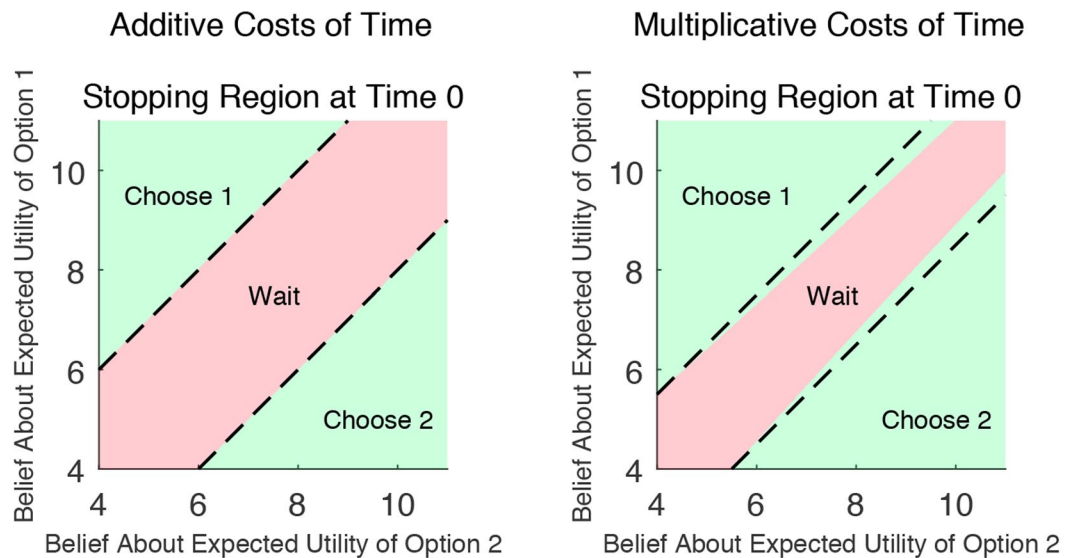 Additive Costs of Time
Stopping Region at Time 0
Belief About Expected Utility of Option 1
10
8
6
4
Choose 1
Wait
Choose 2
4 6 8 10
Belief About Expected Utility of Option 2
Multiplicative Costs of Time
Stopping Region at Time 0
Belief About Expected Utility of Option 1
10
8
6
4
Choose 1
Wait
Choose 2
4 6 8 10
Belief About Expected Utility of Option 2